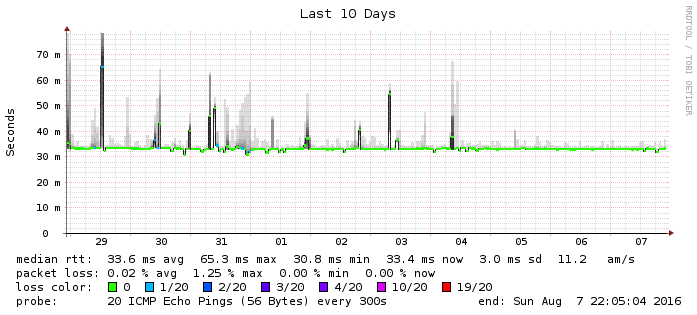 Last 10 Days
RRDTOOL / TOBI OETIKER
Seconds
70 m
60 m
50 m
40 m
30 m
20 m
10 m
0
29 30 31 01 02 03 04 05 06 07
median rtt: 33.6 ms avg 65.3 ms max 30.8 ms min 33.4 ms now 3.0 ms sd 11.2 am/s
packet loss: 0.02 % avg 1.25 % max 0.00 % min 0.00 % now
loss color: 0 1/20 2/20 3/20 4/20 10/20 19/20
probe: 20 ICMP Echo Pings (56 Bytes) every 300s end: Sun Aug 7 22:05:04 2016